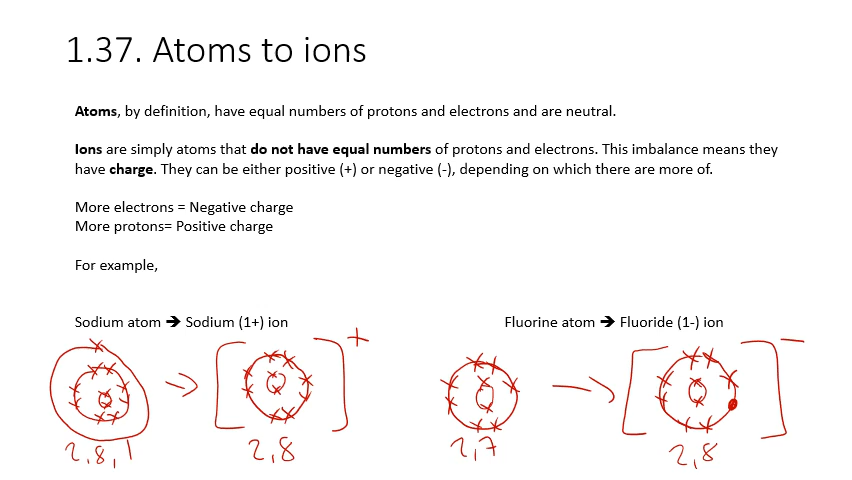 1.37. Atoms to ions
Atoms, by definition, have equal numbers of protons and electrons and are neutral.
Ions are simply atoms that do not have equal numbers of protons and electrons. This imbalance means they
have charge. They can be either positive (+) or negative (-), depending on which there are more of.
More electrons = Negative charge
More protons= Positive charge
For example,
Sodium atom ➔ Sodium (1+) ion
Fluorine atom ➔ Fluoride (1-) ion
+
−
2,8,1
2,8
2,7
2,8